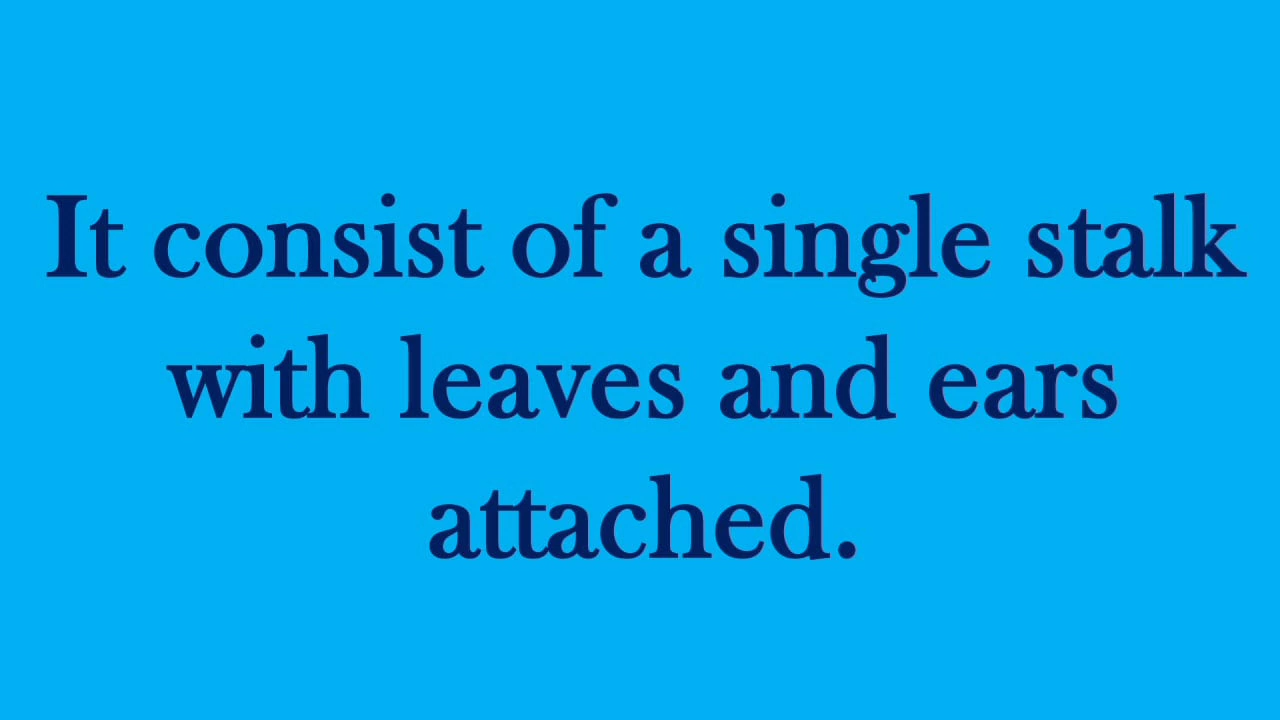 It consist of a single stalk
with leaves and ears
attached.